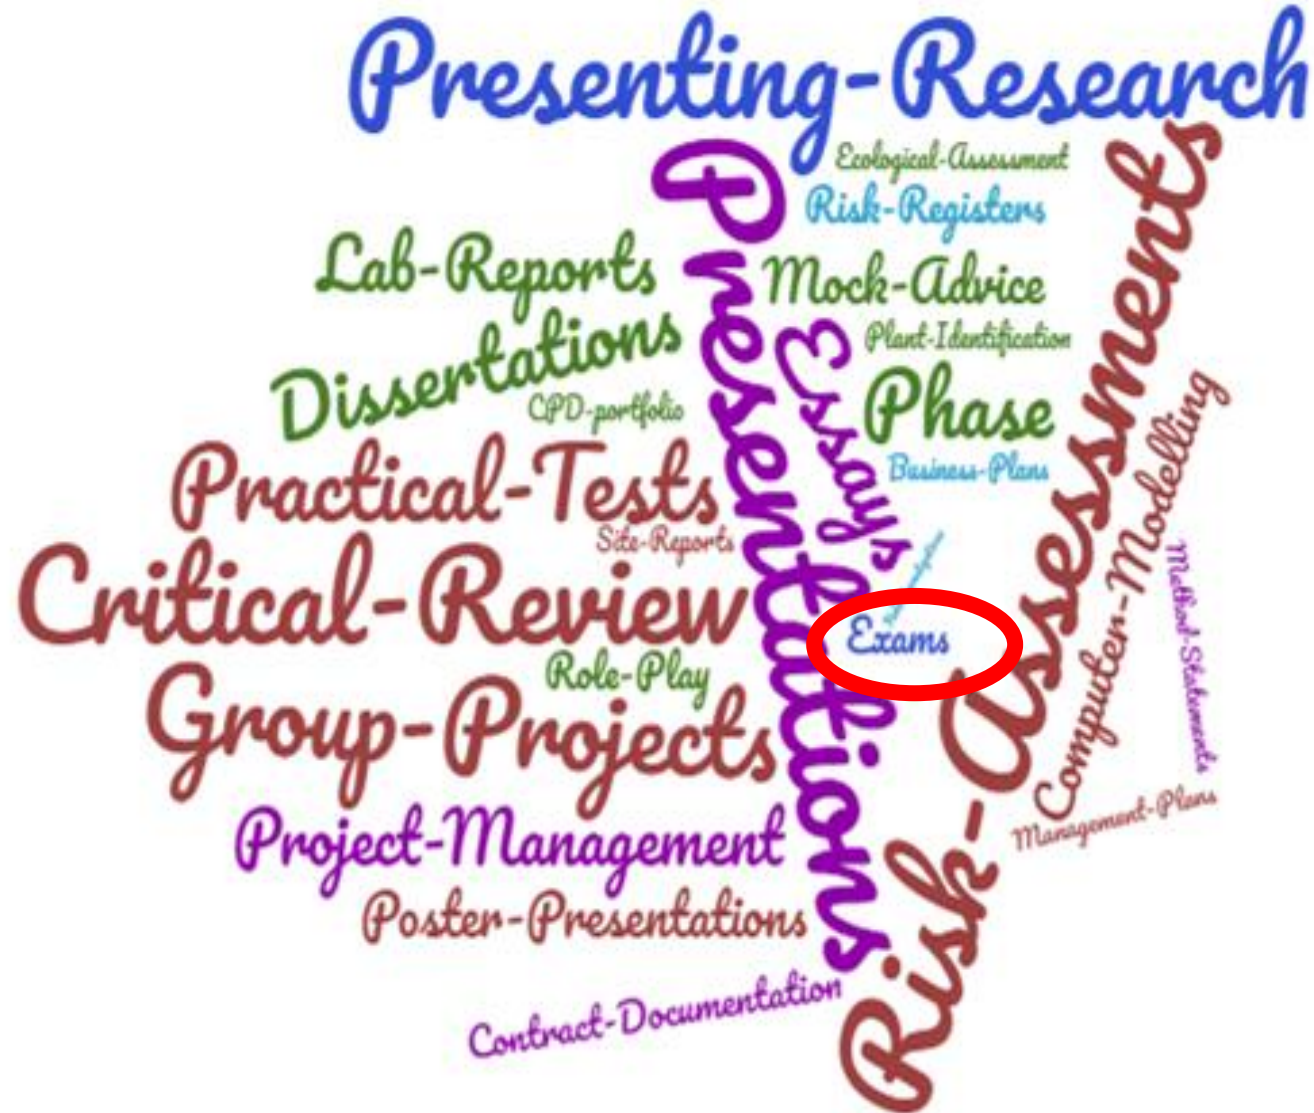 Presenting-Research
Ecological-Assessment
Risk-Registers
Lab-Reports
Mock-Advice
Presentations
Essays
Plant-Identification
Dissertations
CPD-portfolio
Phase
Business-Plans
Practical-Tests
Site-Reports
Critical-Review
Exams
Risk-Assessments
Computer-Modelling
Method-Statements
Role-Play
Group-Projects
Management-Plans
Project-Management
Poster-Presentations
Contract-Documentation